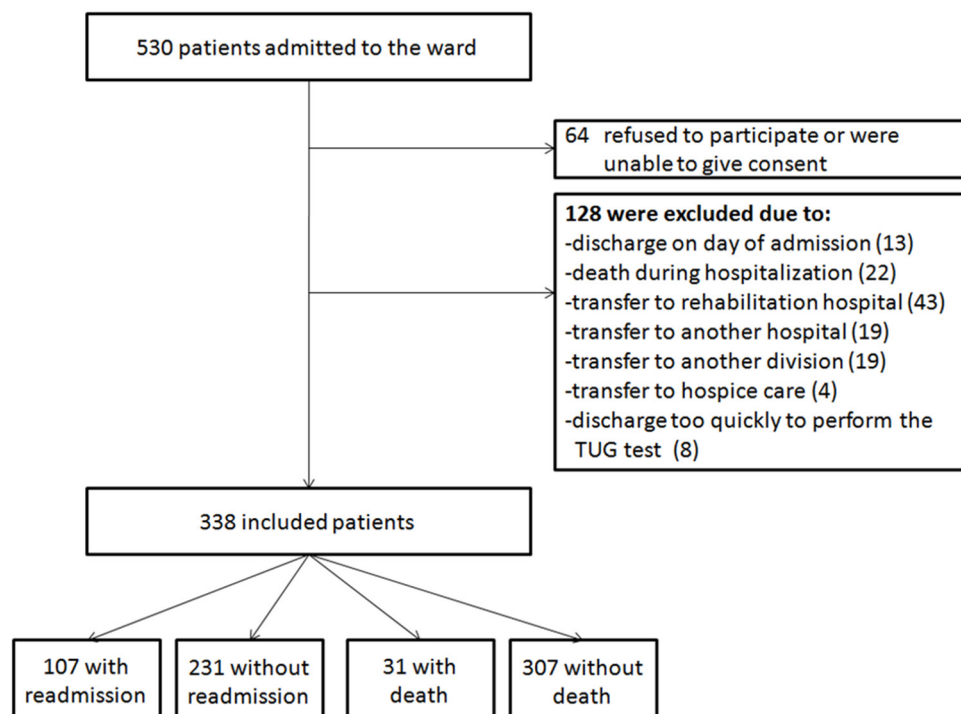 530 patients admitted to the ward
64 refused to participate or were
unable to give consent
128 were excluded due to:
-discharge on day of admission (13)
-death during hospitalization (22)
-transfer to rehabilitation hospital (43)
-transfer to another hospital (19)
-transfer to another division (19)
-transfer to hospice care (4)
-discharge too quickly to perform the
TUG test (8)
338 included patients
107 with
readmission
231 without
readmission
31 with
death
307 without
death